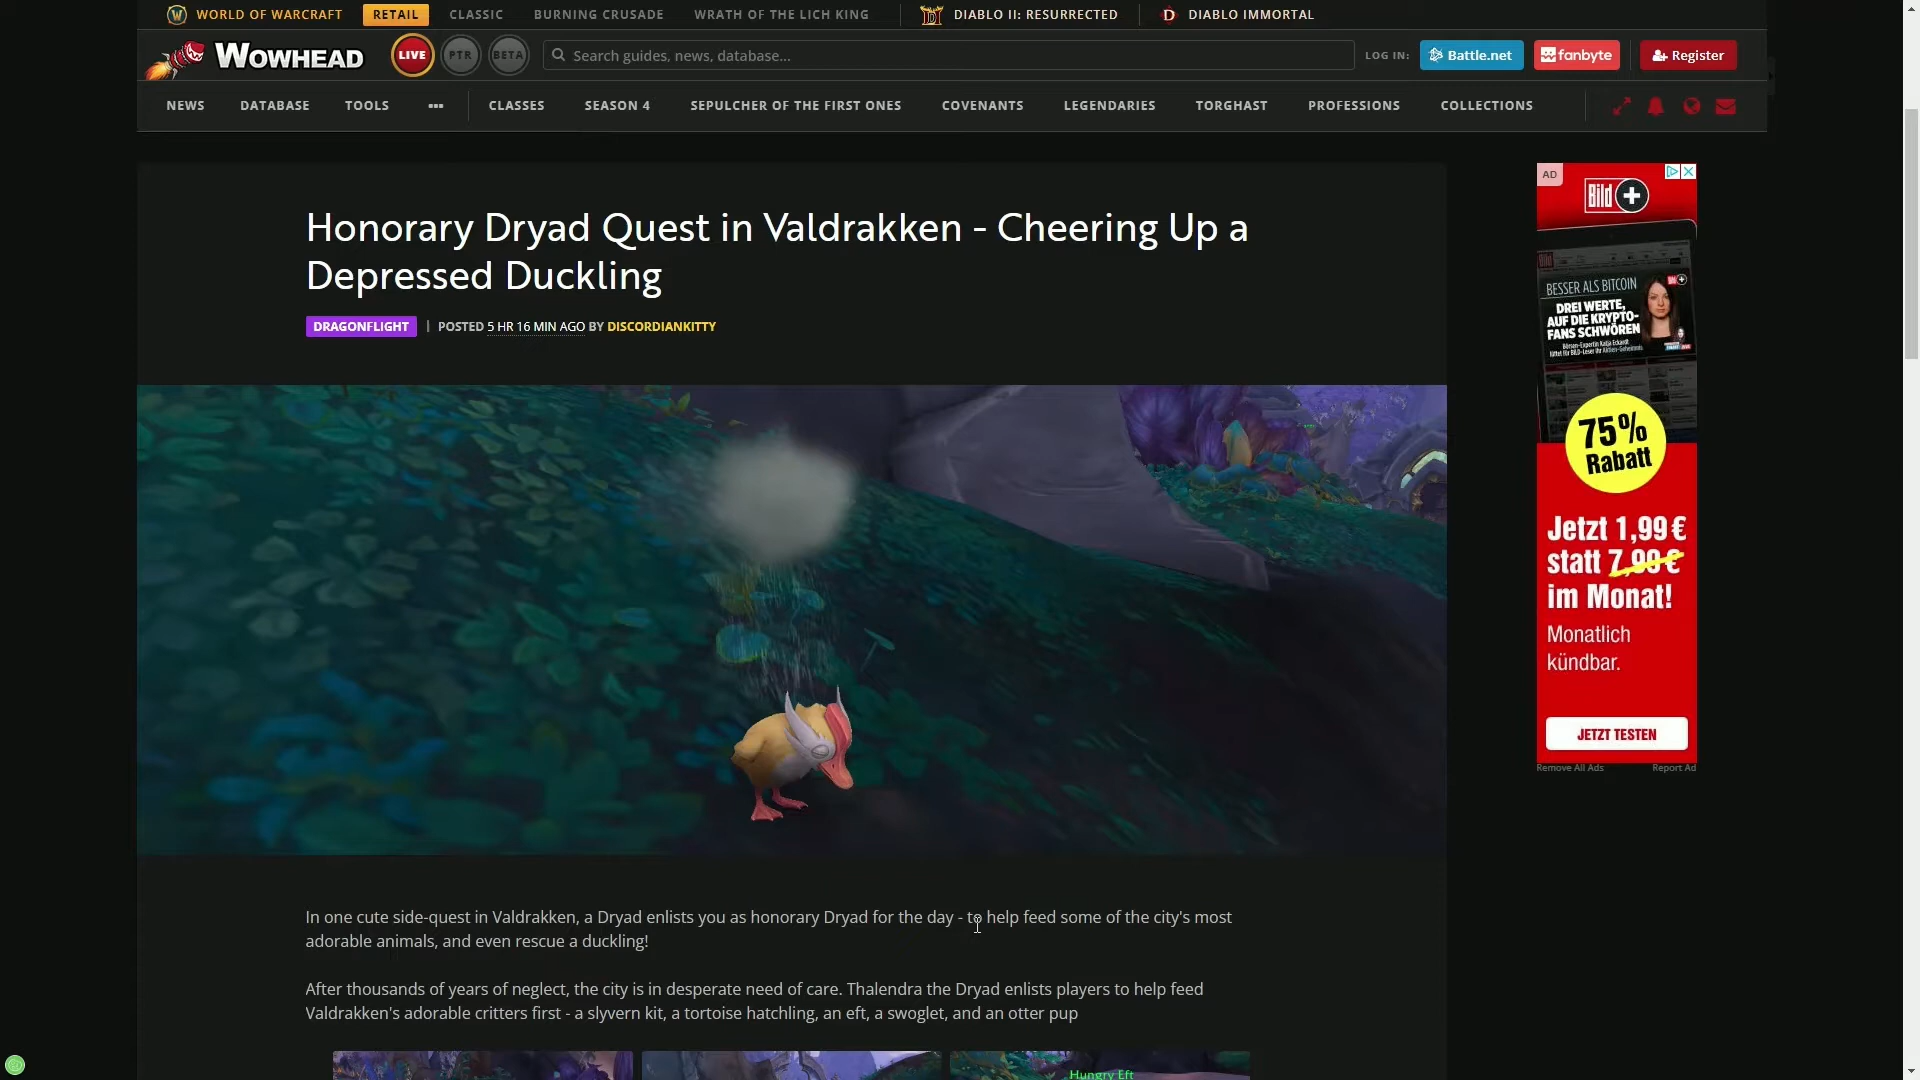 WORLD OF WARCRAFT RETAIL CLASSIC BURNING CRUSADE WRATH OF THE LICH KING DIABLO II: RESURRECTED DIABLO IMMORTAL
WOWHEAD LIVE PTR BETA Search guides, news, database... LOG IN: Battle.net fanbyte Register
NEWS DATABASE TOOLS ••• CLASSES SEASON 4 SEPULCHER OF THE FIRST ONES COVENANTS LEGENDARIES TORGHAST PROFESSIONS COLLECTIONS
Honorary Dryad Quest in Valdrakken - Cheering Up a
Depressed Duckling
DRAGONFLIGHT | POSTED 5 HR 16 MIN AGO BY DISCORDIANKITTY
AD
Bild +
BESSER ALS BITCOIN
DREI WERTE,
AUF DIE KRYPTO-
FANS SCHWÖREN
75%
Rabatt
Jetzt 1,99 €
statt 7,99 €
im Monat!
Monatlich
kündbar.
JETZT TESTEN
Remove All Ads Report Ad
In one cute side-quest in Valdrakken, a Dryad enlists you as honorary Dryad for the day - to help feed some of the city's most
adorable animals, and even rescue a duckling!
After thousands of years of neglect, the city is in desperate need of care. Thalendra the Dryad enlists players to help feed
Valdrakken's adorable critters first - a slyvern kit, a tortoise hatchling, an eft, a swoglet, and an otter pup
Hungry Eft